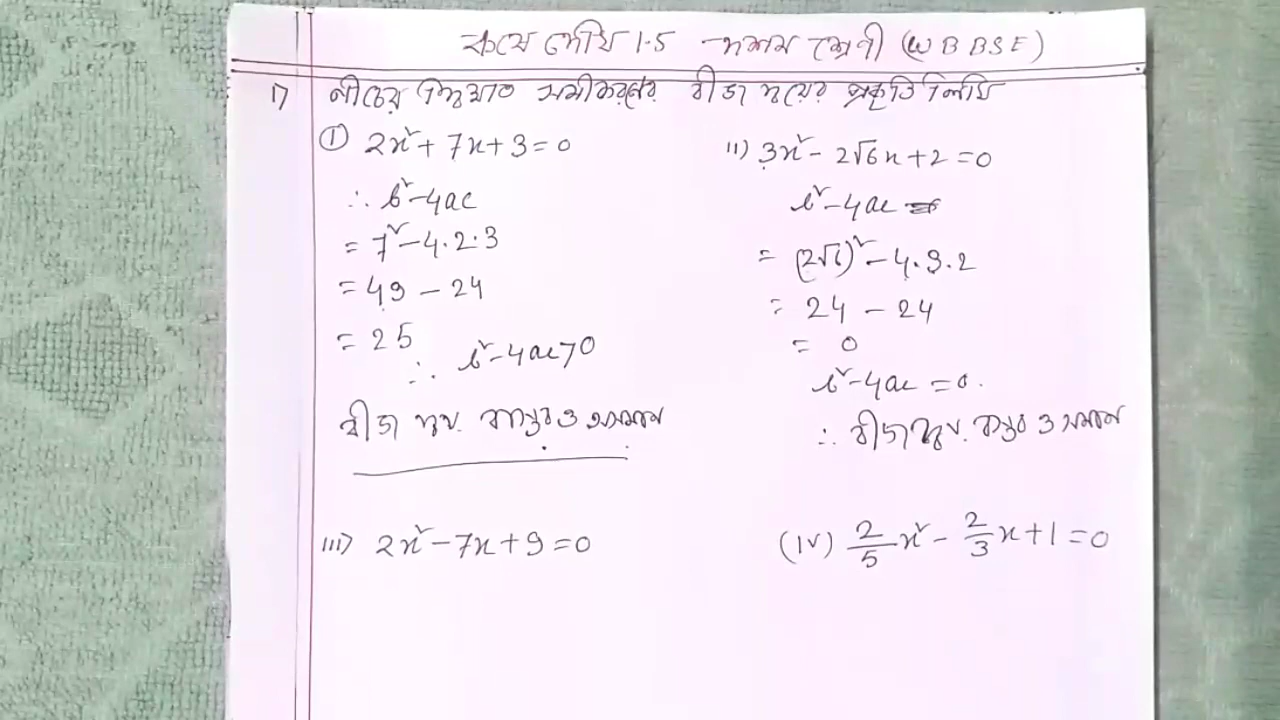 কষে দেখি 1.5 দশম শ্রেণী (WBBSE)
1) নীচের দ্বিঘাত সমীকরণের বীজদ্বয়ের প্রকৃতি লিখি
① 2x²+7x+3=0
∴ b²-4ac
= 7²-4·2·3
= 49 - 24
= 25
∴ b²-4ac>0
বীজদ্বয় বাস্তব ও অসমান
ii) 3x²-2√6x+2=0
b²-4ac
= (2√6)²-4.3.2
= 24 - 24
= 0
b²-4ac=0.
∴ বীজদ্বয় বাস্তব ও সমান
iii) 2x²-7x+9=0
(iv) 2/5x²-2/3x+1=0